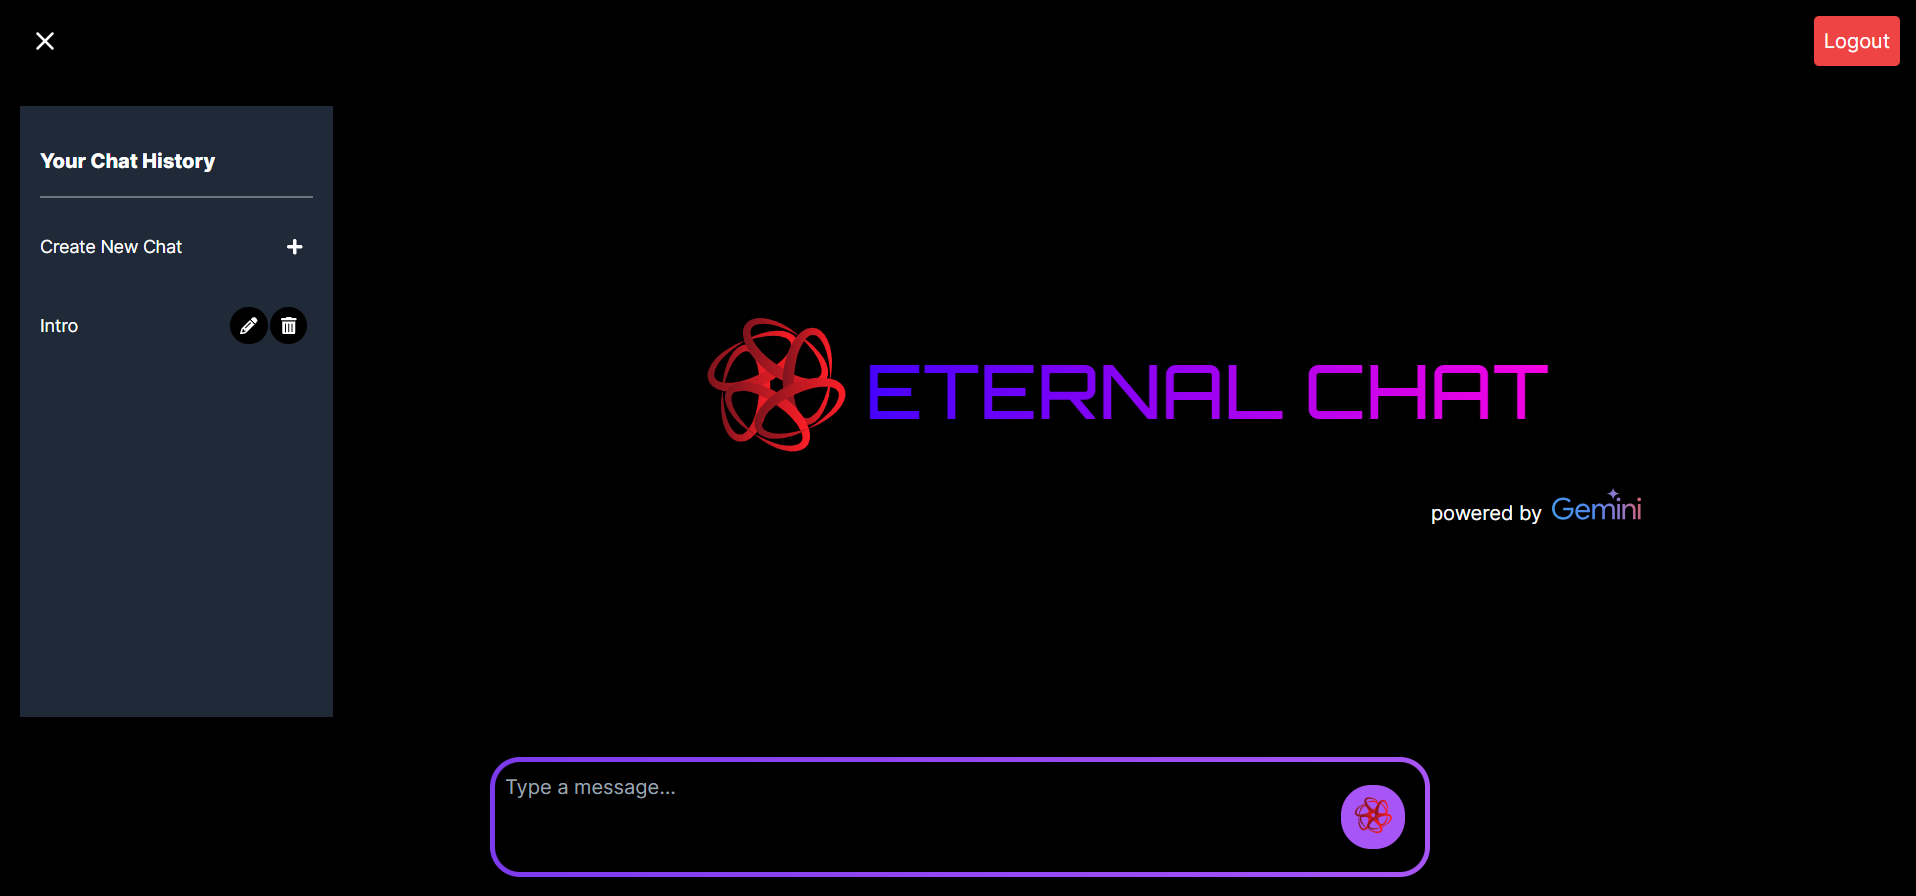 Logout
Your Chat History
Create New Chat
Intro
ETERNAL CHAT
powered by Gemini
Type a message...